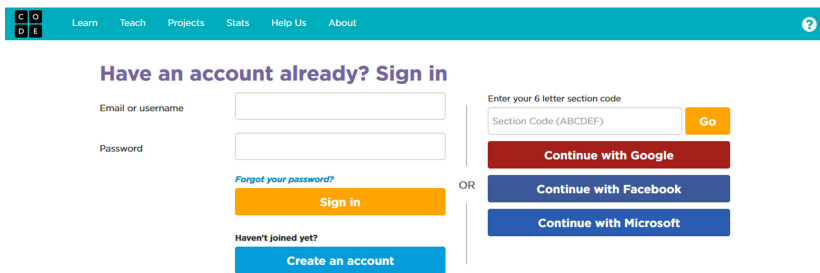 C O
D E
Learn Teach Projects Stats Help Us About
?
Have an account already? Sign in
Email or username
Password
Forgot your password?
Sign in
Haven't joined yet?
Create an account
OR
Enter your 6 letter section code
Section Code (ABCDEF) Go
Continue with Google
Continue with Facebook
Continue with Microsoft